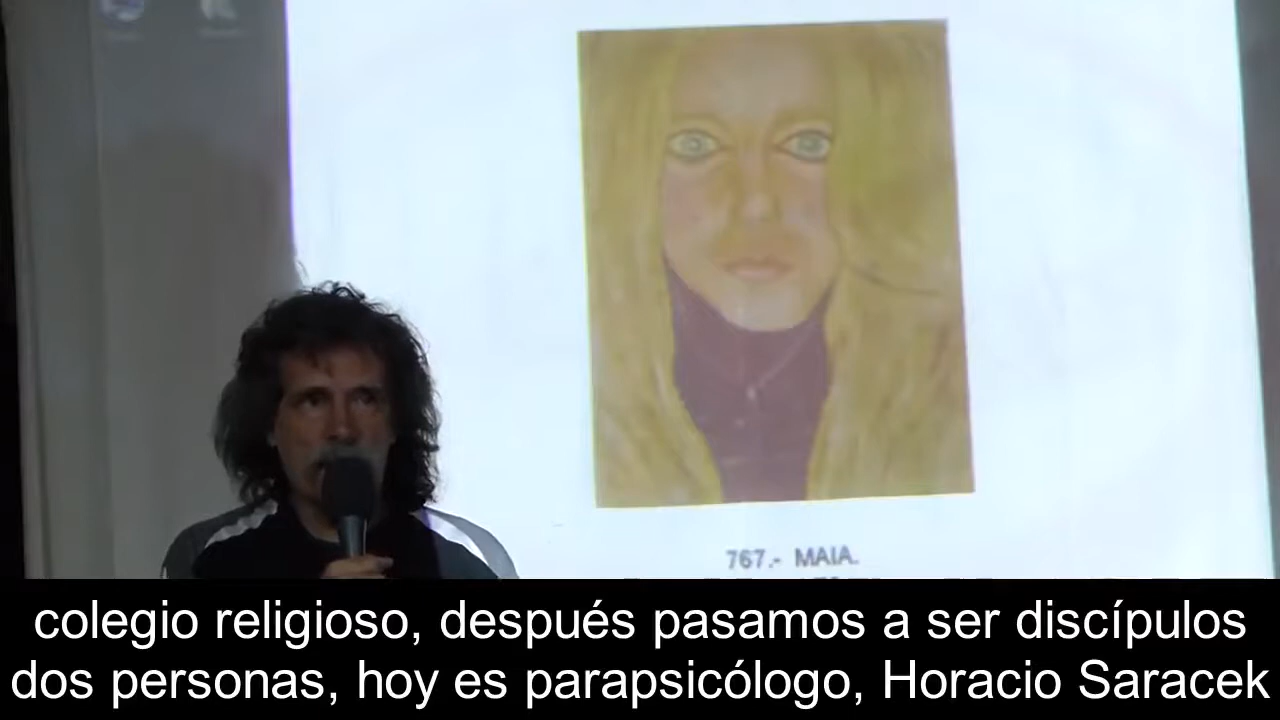 767.- MAIA.
colegio religioso, después pasamos a ser discípulos
dos personas, hoy es parapsicólogo, Horacio Saracek